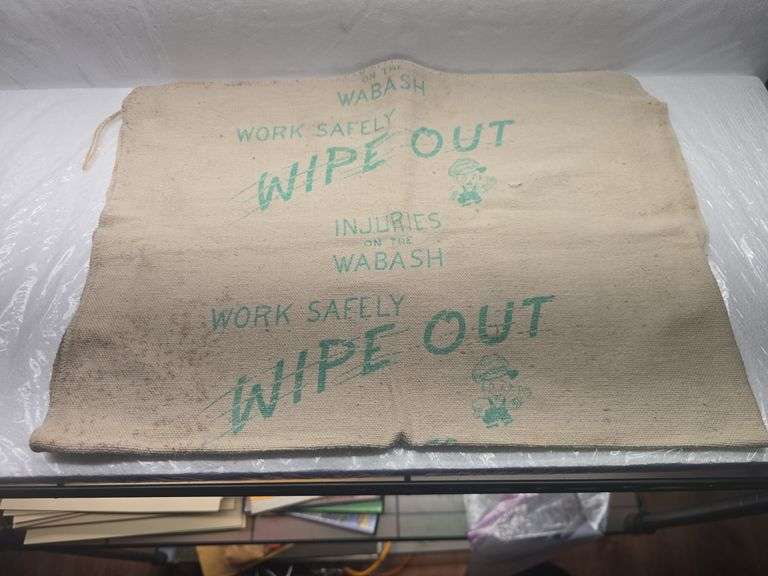 ON THE
WABASH
WORK SAFELY
WIPE OUT
INJURIES
ON THE
WABASH
WORK SAFELY
WIPE OUT